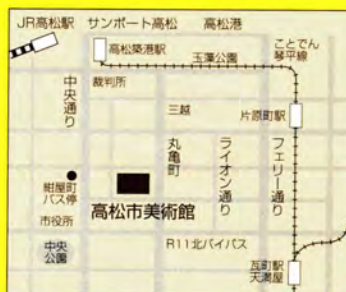 JR高松駅 サンポート高松 高松港
高松築港駅
玉藻公園
ことでん
琴平線
中央通り
裁判所
三越
片原町駅
丸亀町
ライオン通り
フェリー通り
紺屋町
バス停
高松市美術館
市役所
中央
公園
R11北バイパス
瓦町駅
天満屋